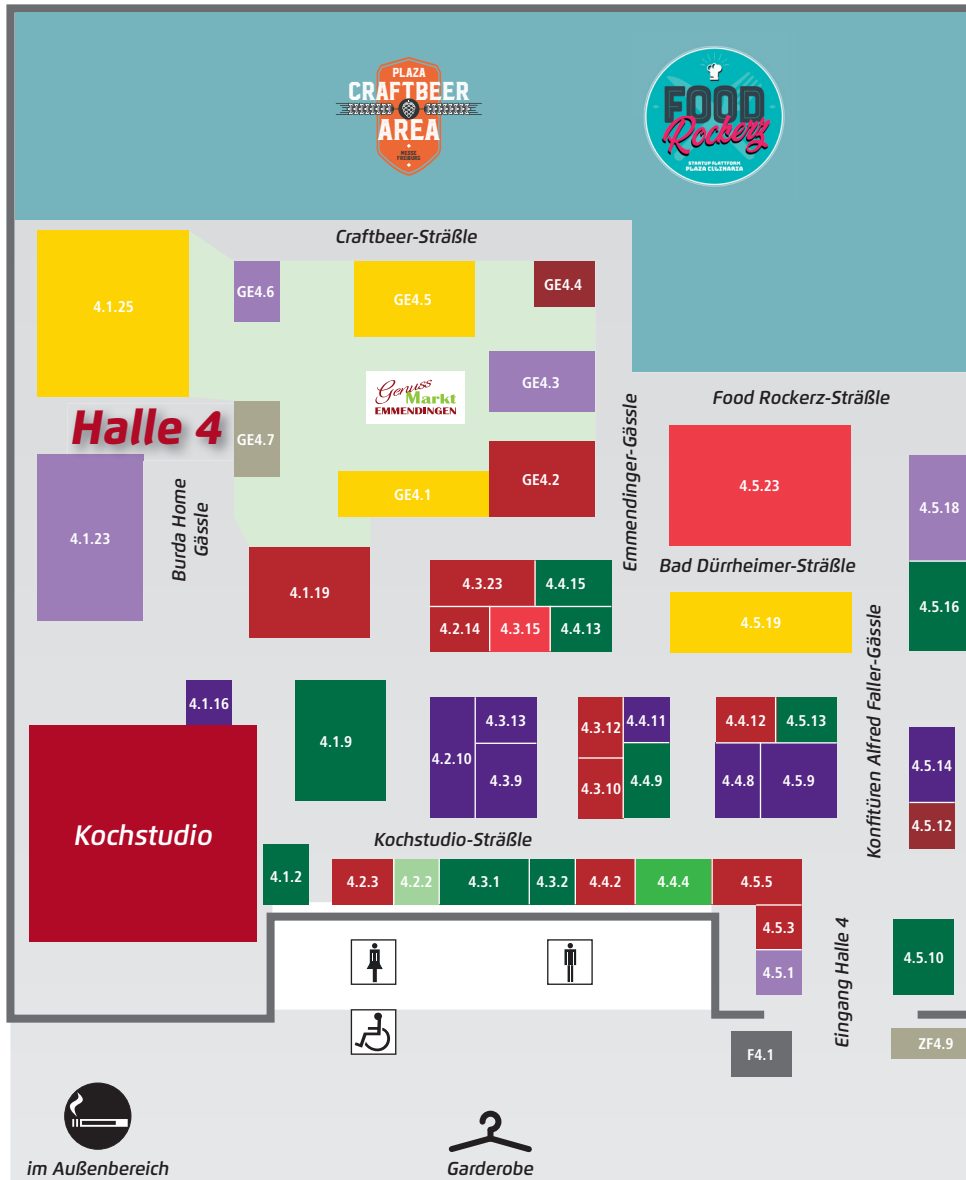 PLAZA
CRAFTBEER
AREA
MESSE
FREIBURG
FOOD
Rockerz
STARTUP PLATTFORM
PLAZA CULINARIA
Craftbeer-Sträßle
4.1.25
GE4.6
GE4.5
GE4.4
GE4.3
Genuss
Markt
EMMENDINGEN
Food Rockerz-Sträßle
Halle 4
GE4.7
GE4.2
GE4.1
Emmendinger-Gässle
4.5.23
4.5.18
4.1.23
Burda Home
Gässle
4.1.19
Bad Dürrheimer-Sträßle
4.3.23
4.4.15
4.2.14
4.3.15
4.4.13
4.5.19
4.5.16
4.1.16
4.1.9
4.2.10
4.3.13
4.3.9
4.3.12
4.4.11
4.3.10
4.4.9
4.4.12
4.5.13
4.4.8
4.5.9
Konfitüren Alfred Faller-Gässle
4.5.14
4.5.12
Kochstudio
Kochstudio-Sträßle
4.1.2
4.2.3
4.2.2
4.3.1
4.3.2
4.4.2
4.4.4
4.5.5
4.5.3
4.5.1
Eingang Halle 4
4.5.10
F4.1
ZF4.9
im Außenbereich
Garderobe